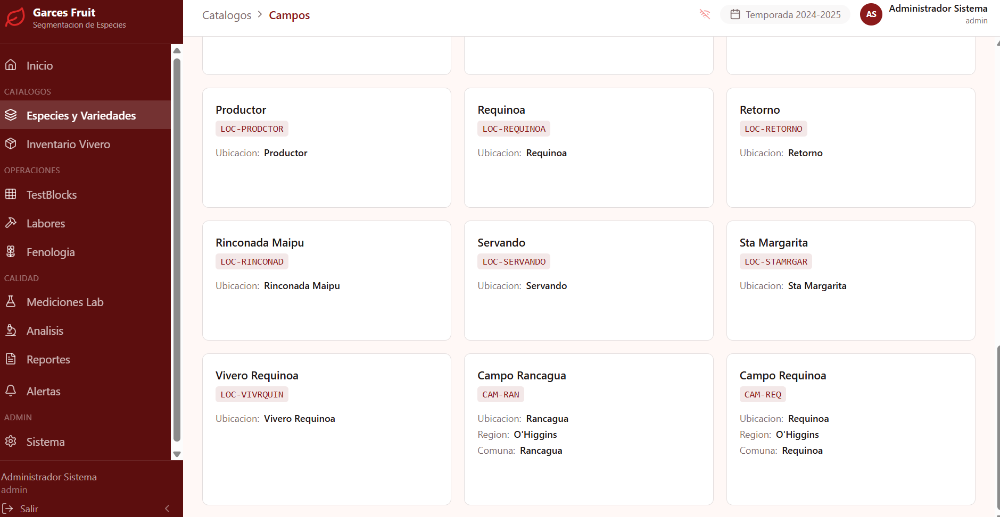 Garces Fruit
Segmentacion de Especies
Inicio
CATALOGOS
Especies y Variedades
Inventario Vivero
OPERACIONES
TestBlocks
Labores
Fenologia
CALIDAD
Mediciones Lab
Analisis
Reportes
Alertas
ADMIN
Sistema
Administrador Sistema
admin
Salir
Catalogos > Campos
Temporada 2024-2025
AS
Administrador Sistema
admin
Productor
LOC-PRODCTOR
Ubicacion: Productor
Requinoa
LOC-REQUINOA
Ubicacion: Requinoa
Retorno
LOC-RETORNO
Ubicacion: Retorno
Rinconada Maipu
LOC-RINCONAD
Ubicacion: Rinconada Maipu
Servando
LOC-SERVANDO
Ubicacion: Servando
Sta Margarita
LOC-STAMRGAR
Ubicacion: Sta Margarita
Vivero Requinoa
LOC-VIVRQUIN
Ubicacion: Vivero Requinoa
Campo Rancagua
CAM-RAN
Ubicacion: Rancagua
Region: O'Higgins
Comuna: Rancagua
Campo Requinoa
CAM-REQ
Ubicacion: Requinoa
Region: O'Higgins
Comuna: Requinoa